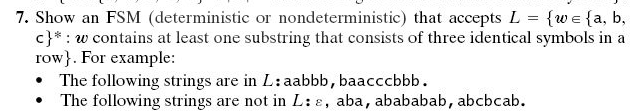 7. Show an FSM (deterministic or nondeterministic) that accepts L = {w ∈ {a, b,
c}* : w contains at least one substring that consists of three identical symbols in a
row}. For example:
• The following strings are in L: aabbb, baacccbbb.
• The following strings are not in L: ε, aba, abababab, abcbcab.